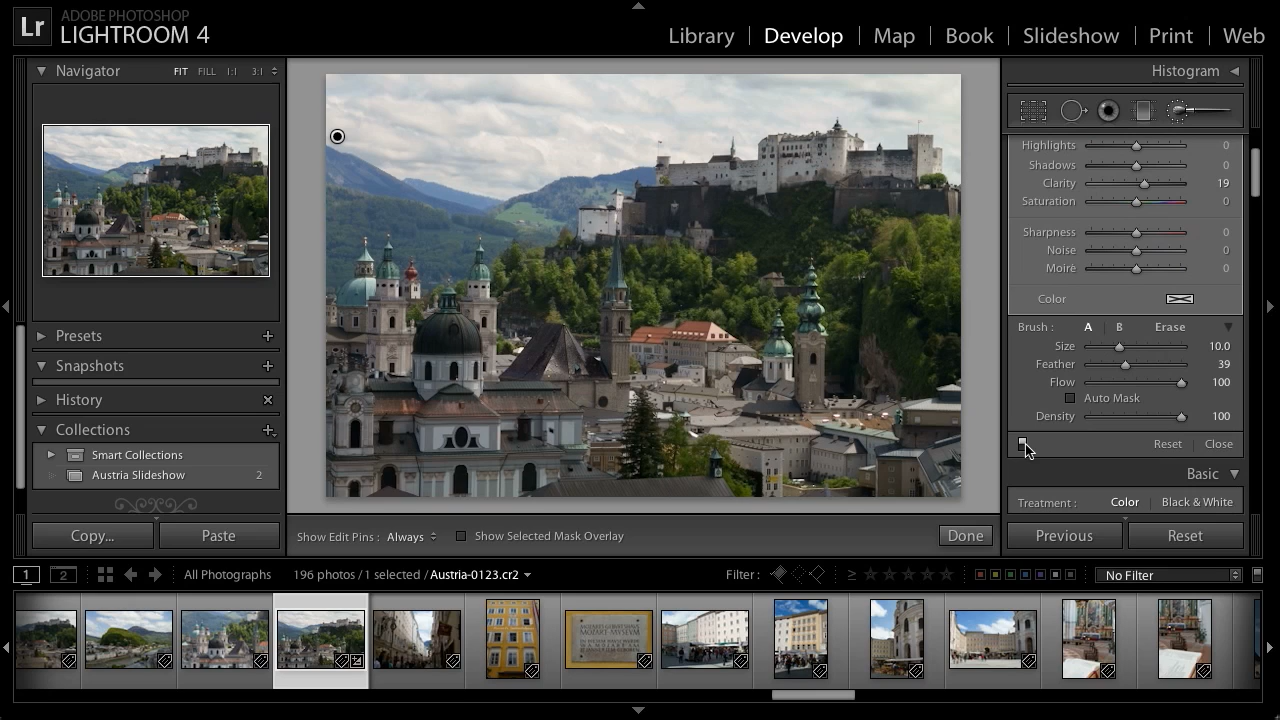 Lr
ADOBE PHOTOSHOP
LIGHTROOM 4
Library | Develop | Map | Book | Slideshow | Print | Web
Navigator FIT FILL 1:1 3:1
Histogram
Highlights 0
Shadows 0
Clarity 19
Saturation 0
Sharpness 0
Noise 0
Moiré 0
Color
Brush : A | B Erase
Size 10.0
Feather 39
Flow 100
Auto Mask
Density 100
Reset | Close
Basic
Treatment : Color | Black & White
Previous Reset
Presets +
Snapshots +
History ×
Collections +
Smart Collections
Austria Slideshow 2
Copy... Paste
Show Edit Pins : Always Show Selected Mask Overlay Done
1 2 All Photographs 196 photos / 1 selected / Austria-0123.cr2 Filter : ≥ No Filter
MOZART-MUSEUM